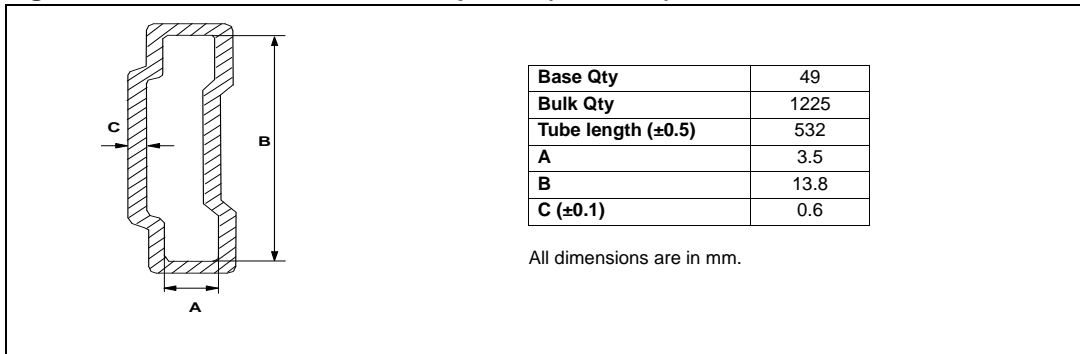 C
B
A
Base Qty 49
Bulk Qty 1225
Tube length (±0.5) 532
A 3.5
B 13.8
C (±0.1) 0.6
All dimensions are in mm.